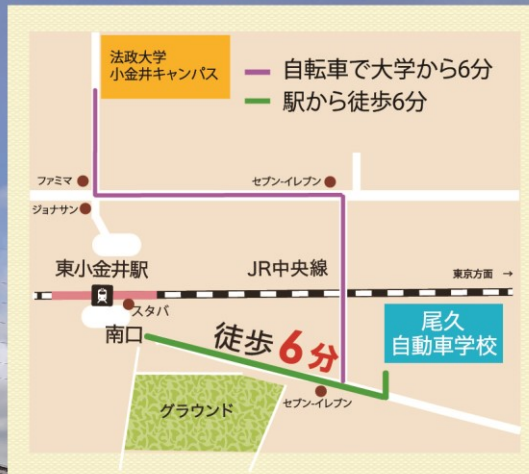 法政大学
小金井キャンパス
自転車で大学から6分
駅から徒歩6分
ファミマ
セブン-イレブン
ジョナサン
東小金井駅
JR中央線
東京方面 →
スタバ
南口
徒歩6分
尾久
自動車学校
グラウンド
セブン-イレブン